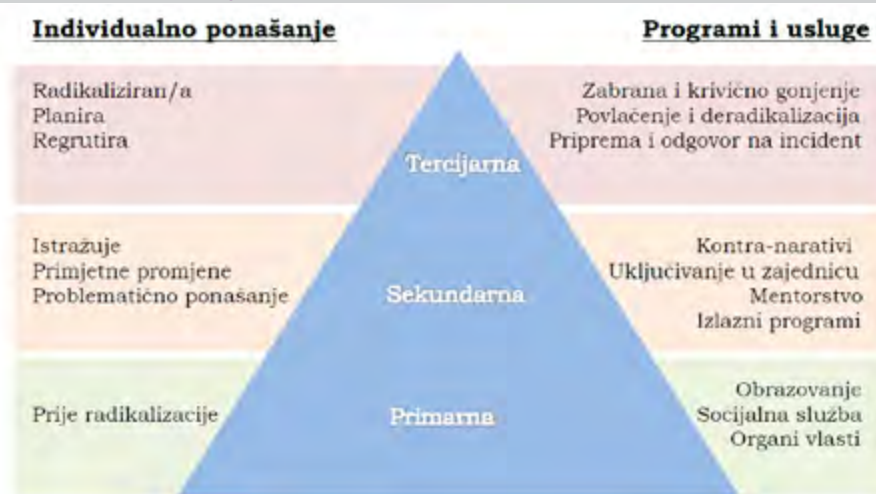 Individualno ponašanje
Programi i usluge
Radikaliziran/a
Planira
Regrutira
Tercijarna
Zabrana i krivično gonjenje
Povlačenje i deradikalizacija
Priprema i odgovor na incident
Istražuje
Primjetne promjene
Problematično ponašanje
Sekundarna
Kontra-narativi
Uključivanje u zajednicu
Mentorstvo
Izlazni programi
Prije radikalizacije
Primarna
Obrazovanje
Socijalna služba
Organi vlasti